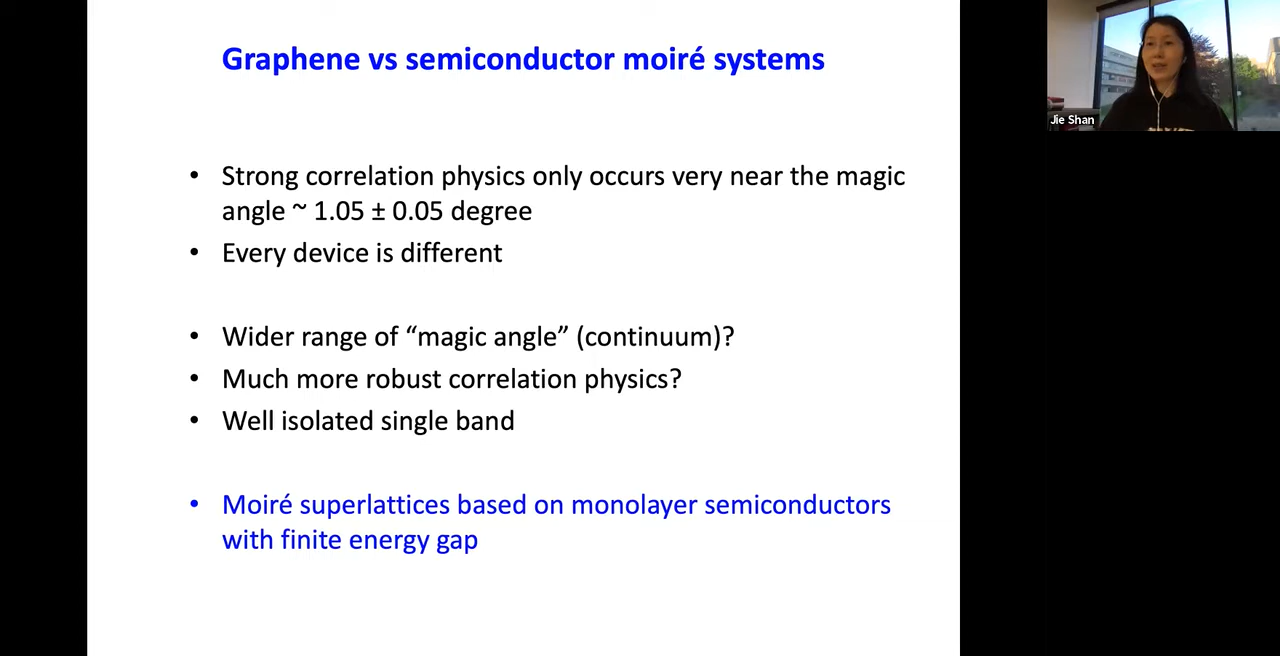 Graphene vs semiconductor moiré systems
• Strong correlation physics only occurs very near the magic
angle ~ 1.05 ± 0.05 degree
• Every device is different
• Wider range of “magic angle” (continuum)?
• Much more robust correlation physics?
• Well isolated single band
• Moiré superlattices based on monolayer semiconductors
with finite energy gap
Jie Shan